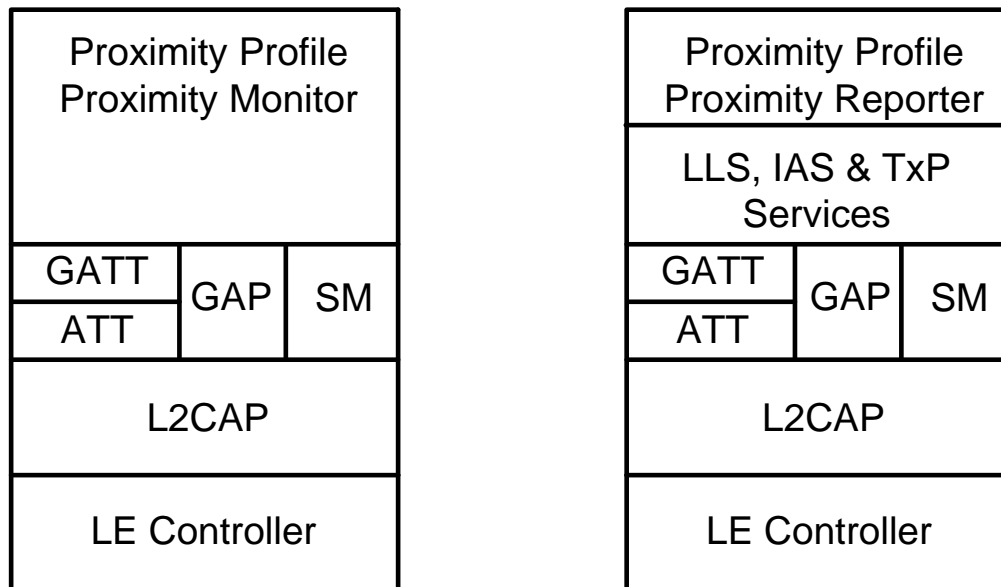 Proximity Profile
Proximity Monitor
GATT
ATT
GAP
SM
L2CAP
LE Controller
Proximity Profile
Proximity Reporter
LLS, IAS & TxP
Services
GATT
ATT
GAP
SM
L2CAP
LE Controller